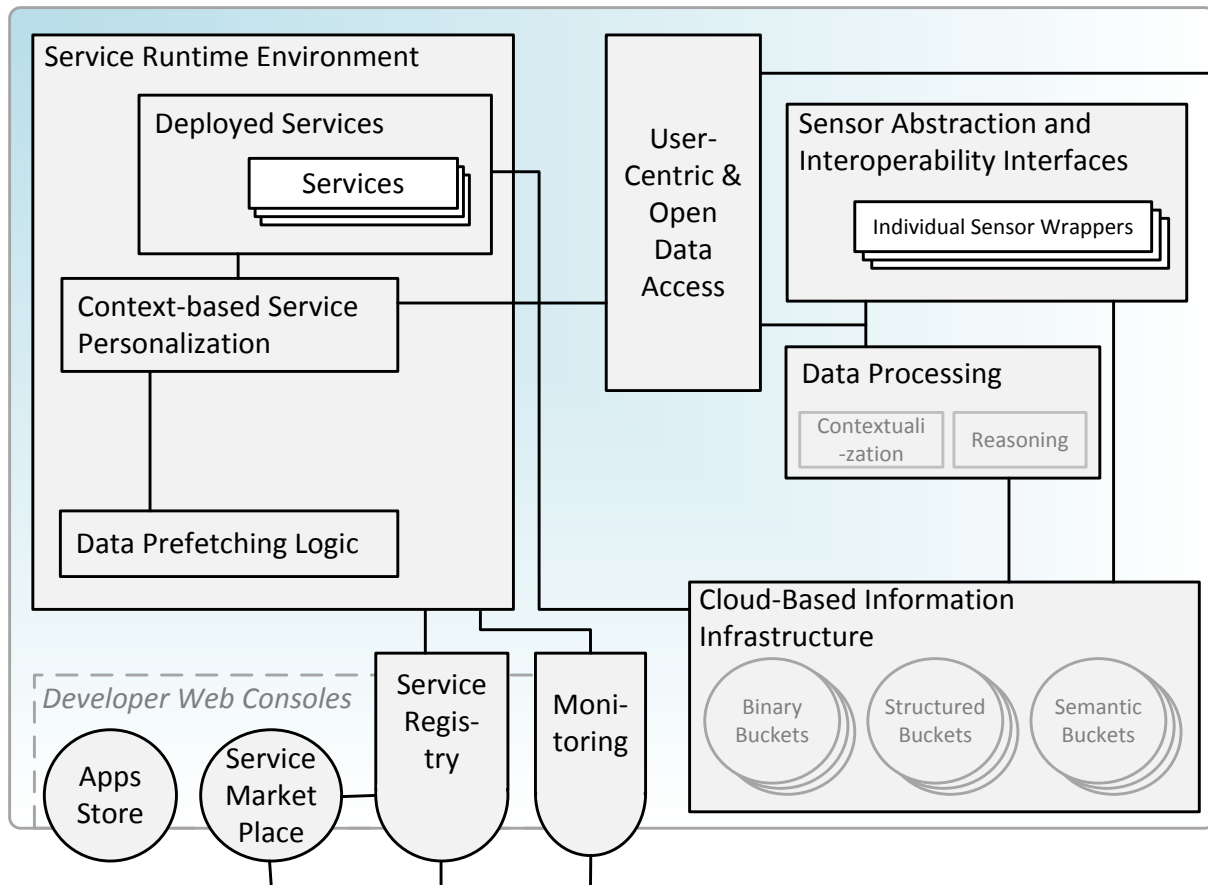 Service Runtime Environment
Deployed Services
Services
Context-based Service
Personalization
Data Prefetching Logic
User-
Centric &
Open
Data
Access
Sensor Abstraction and
Interoperability Interfaces
Individual Sensor Wrappers
Data Processing
Contextuali
-zation
Reasoning
Cloud-Based Information
Infrastructure
Binary
Buckets
Structured
Buckets
Semantic
Buckets
Developer Web Consoles
Apps
Store
Service
Market
Place
Service
Regis-
try
Moni-
toring